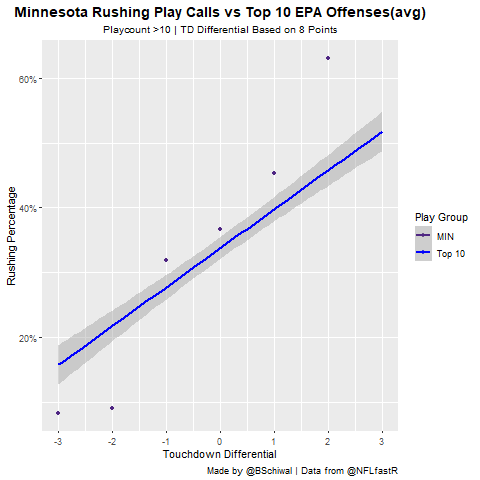 Minnesota Rushing Play Calls vs Top 10 EPA Offenses(avg)
Playcount >10 | TD Differential Based on 8 Points
Rushing Percentage
60%
40%
20%
-3 -2 -1 0 1 2 3
Touchdown Differential
Play Group
MIN
Top 10
Made by @BSchiwal | Data from @NFLfastR